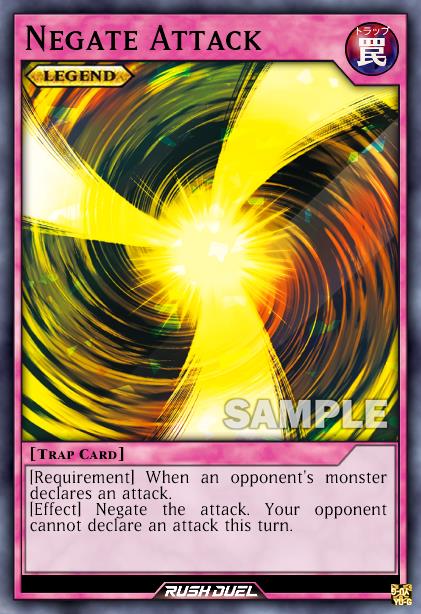 Negate Attack
トラップ
罠
LEGEND
SAMPLE
[Trap Card]
[Requirement] When an opponent's monster
declares an attack.
[Effect] Negate the attack. Your opponent
cannot declare an attack this turn.
RUSH DUEL